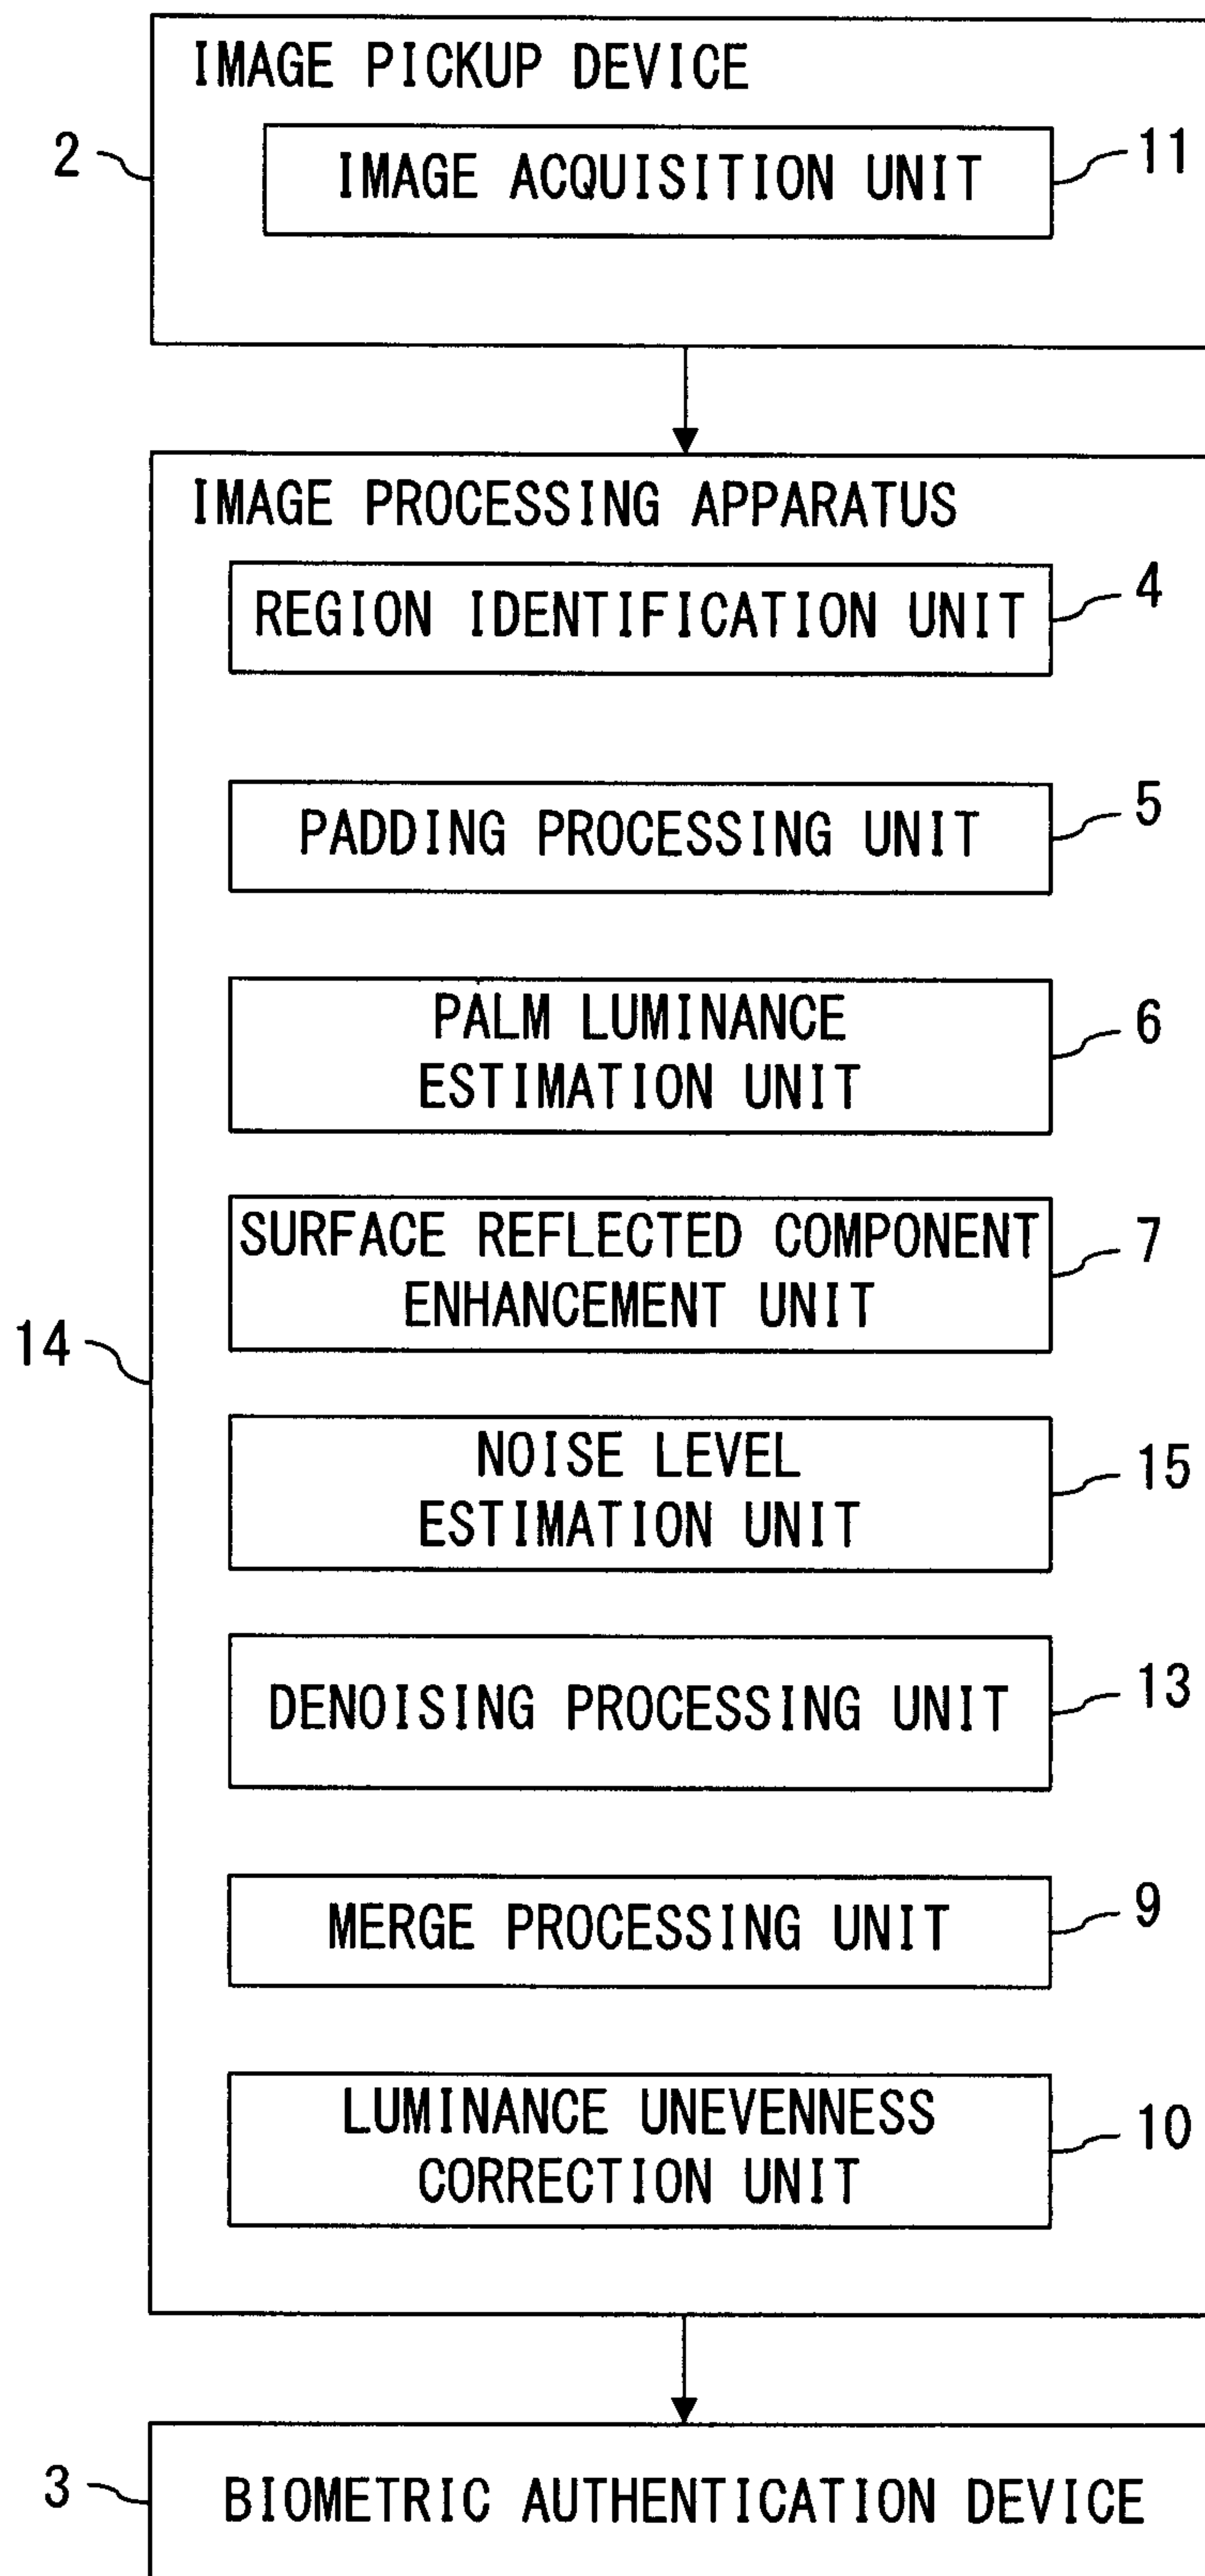 IMAGE PICKUP DEVICE
2
IMAGE ACQUISITION UNIT
11
IMAGE PROCESSING APPARATUS
REGION IDENTIFICATION UNIT
4
PADDING PROCESSING UNIT
5
PALM LUMINANCE
ESTIMATION UNIT
6
SURFACE REFLECTED COMPONENT
ENHANCEMENT UNIT
7
14
NOISE LEVEL
ESTIMATION UNIT
15
DENOISING PROCESSING UNIT
13
MERGE PROCESSING UNIT
9
LUMINANCE UNEVENNESS
CORRECTION UNIT
10
3
BIOMETRIC AUTHENTICATION DEVICE